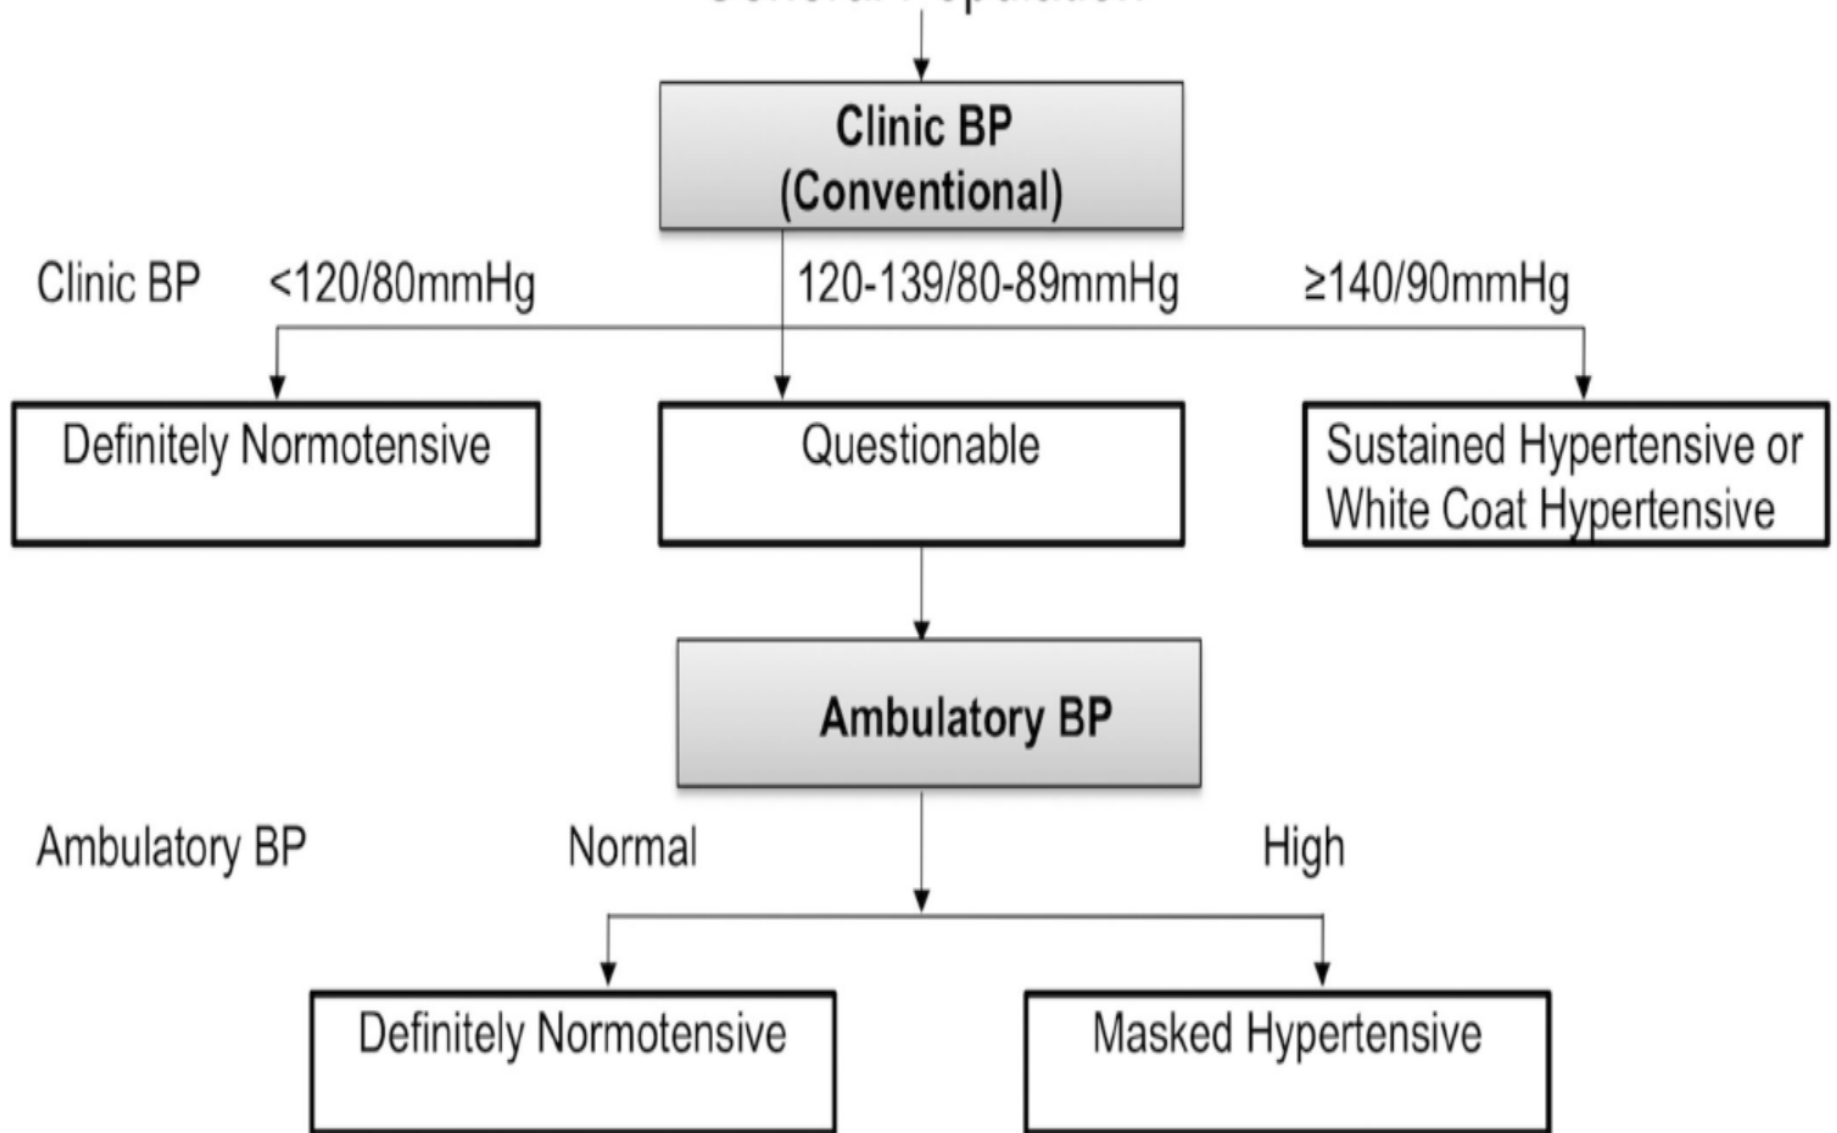 Clinic BP
(Conventional)
Clinic BP <120/80mmHg 120-139/80-89mmHg ≥140/90mmHg
Definitely Normotensive
Questionable
Sustained Hypertensive or
White Coat Hypertensive
Ambulatory BP
Ambulatory BP Normal High
Definitely Normotensive
Masked Hypertensive